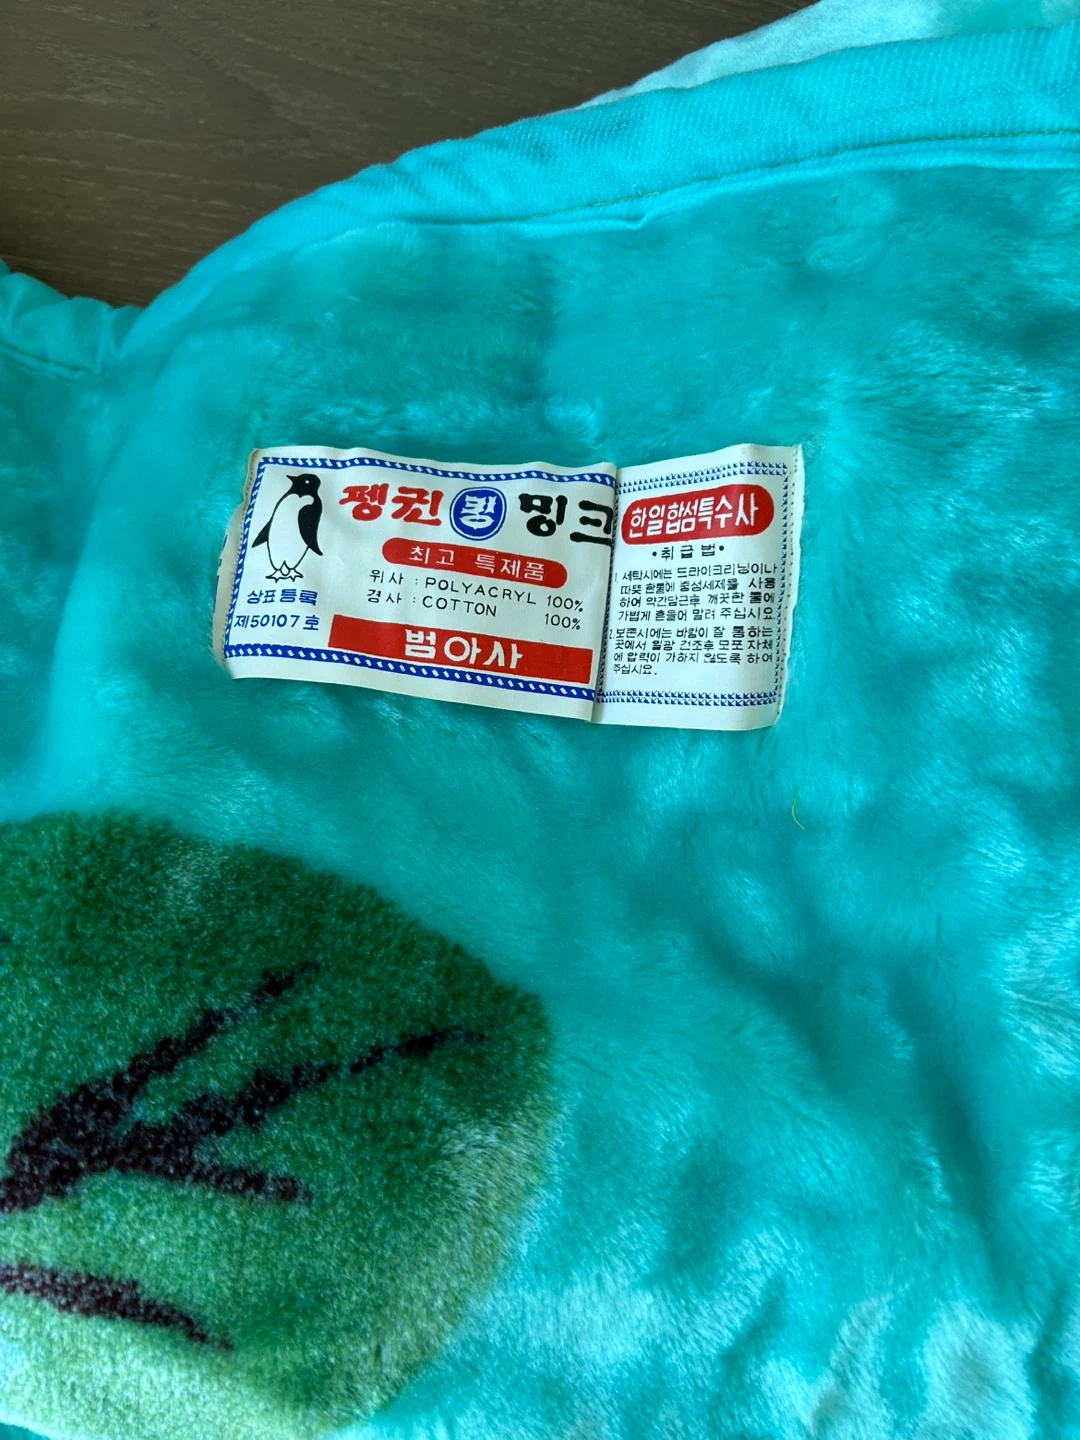 펭귄 킹 밍크
최고 특제품
위사 : POLYACRYL 100%
경사 : COTTON 100%
상표등록
제50107호
범아사
한일합섬특수사
•취급법•
1. 세탁시에는 드라이크리닝이나
따뜻한물에 중성세제를 사용
하여 약간담근후 깨끗한 물에
가볍게 흔들어 말려 주십시요.
2. 보존시에는 바람이 잘 통하는
곳에서 일광 건조후 모포 자체
에 압력이 가하지 않도록 하여
주십시요.